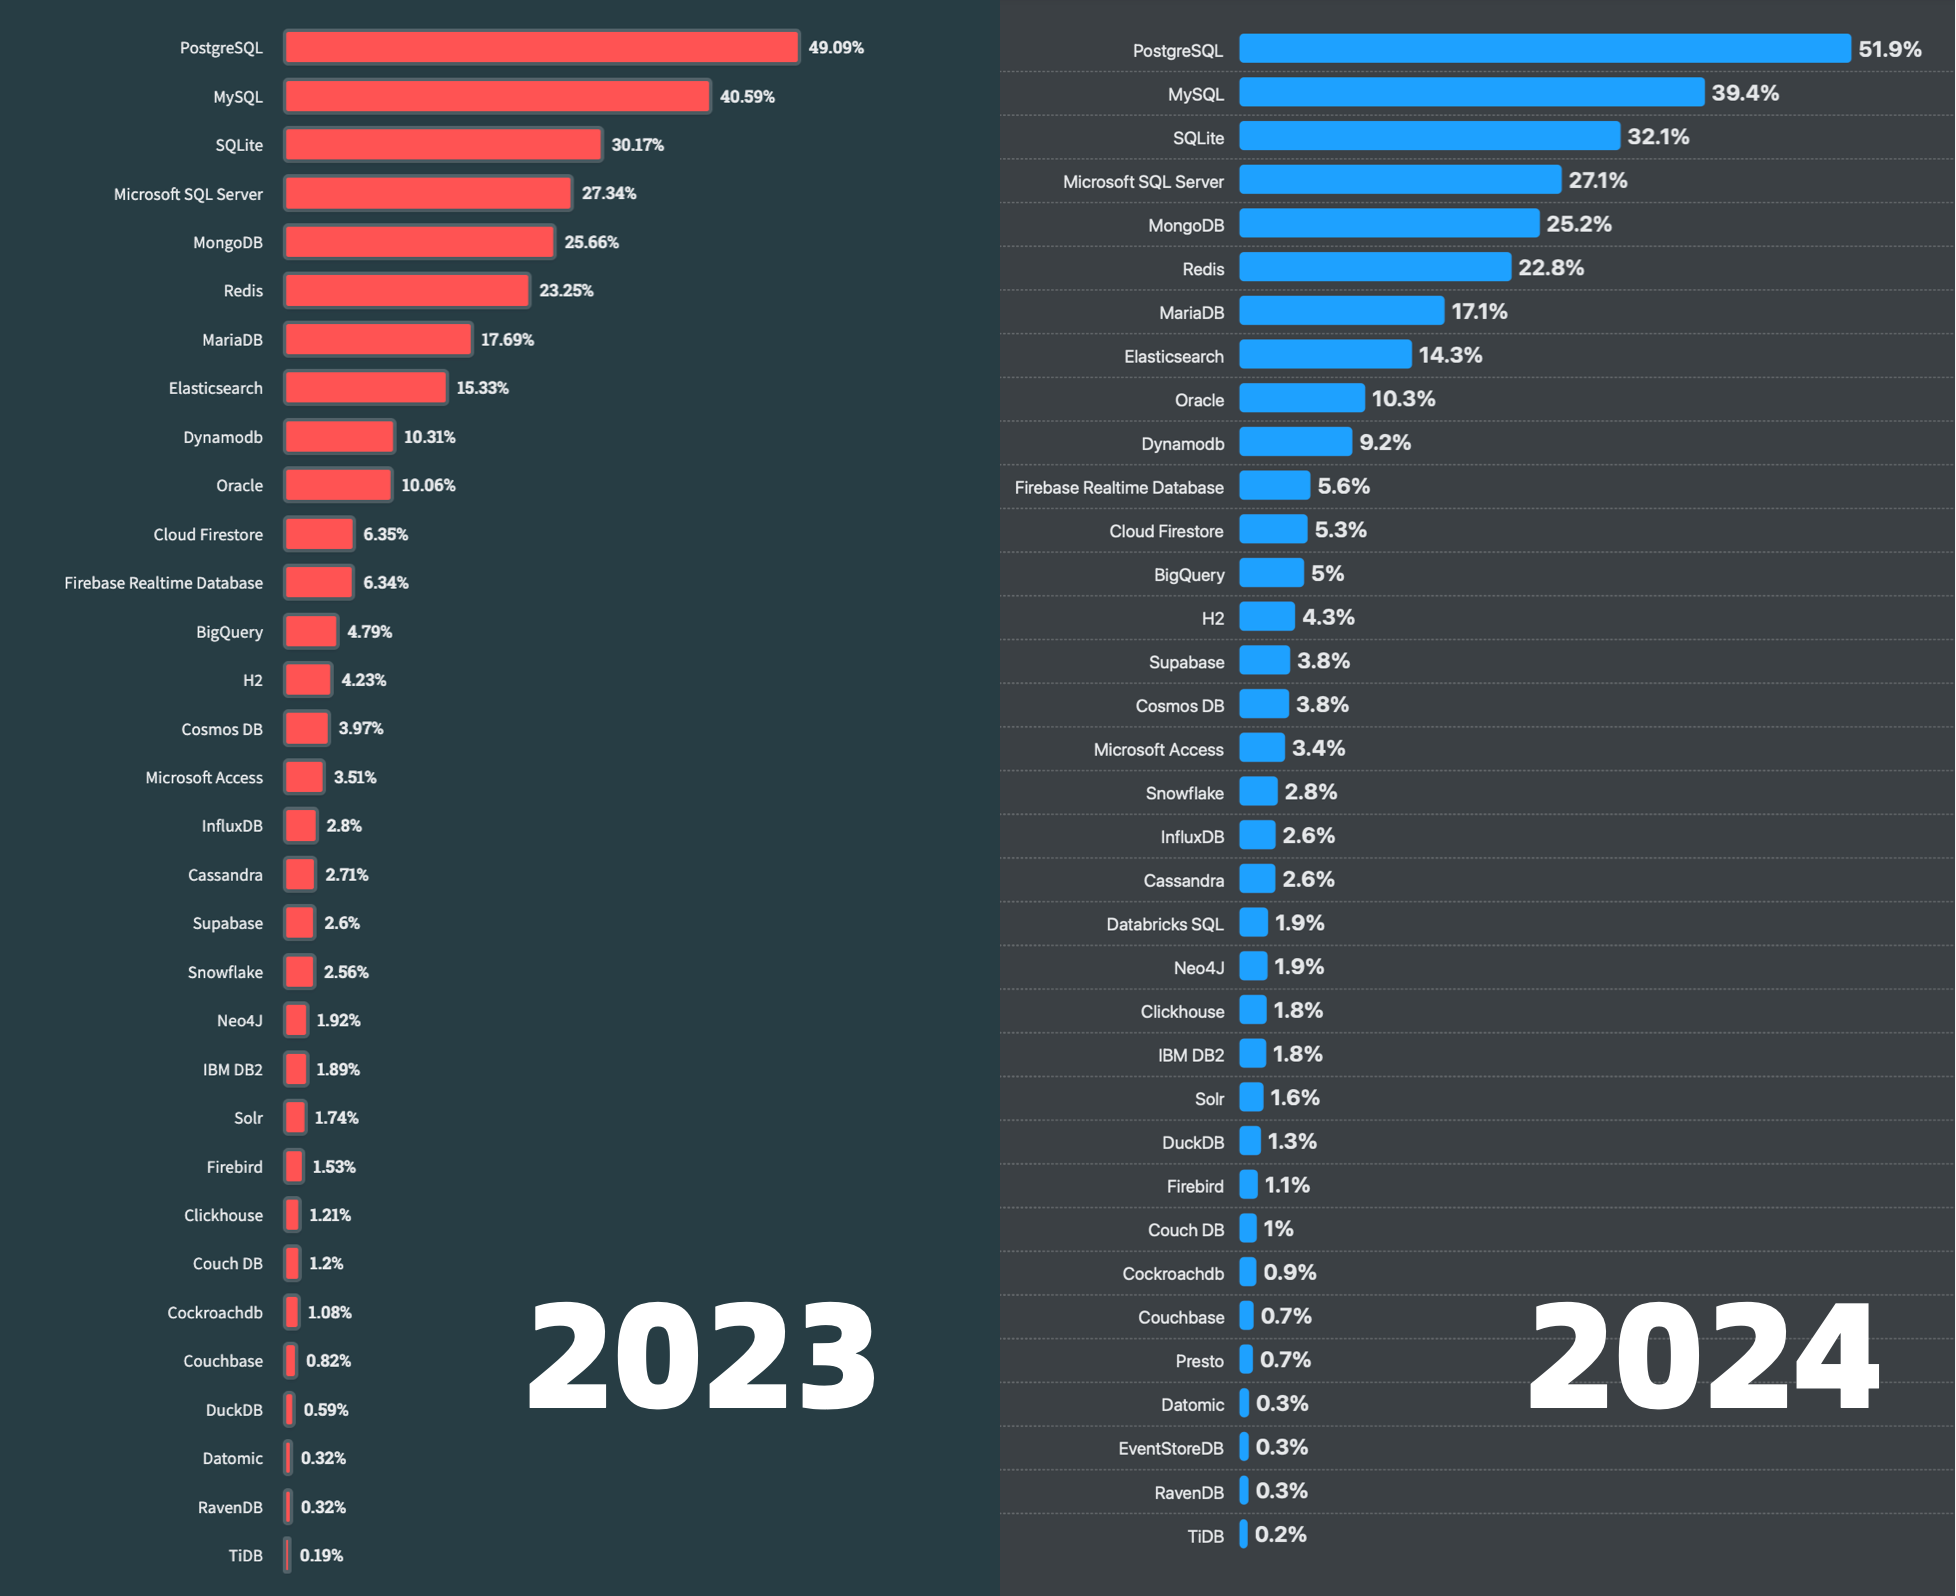 PostgreSQL 49.09%
MySQL 40.59%
SQLite 30.17%
Microsoft SQL Server 27.34%
MongoDB 25.66%
Redis 23.25%
MariaDB 17.69%
Elasticsearch 15.33%
Dynamodb 10.31%
Oracle 10.06%
Cloud Firestore 6.35%
Firebase Realtime Database 6.34%
BigQuery 4.79%
H2 4.23%
Cosmos DB 3.97%
Microsoft Access 3.51%
InfluxDB 2.8%
Cassandra 2.71%
Supabase 2.6%
Snowflake 2.56%
Neo4J 1.92%
IBM DB2 1.89%
Solr 1.74%
Firebird 1.53%
Clickhouse 1.21%
Couch DB 1.2%
Cockroachdb 1.08%
Couchbase 0.82%
DuckDB 0.59%
Datomic 0.32%
RavenDB 0.32%
TiDB 0.19%
2023
PostgreSQL 51.9%
MySQL 39.4%
SQLite 32.1%
Microsoft SQL Server 27.1%
MongoDB 25.2%
Redis 22.8%
MariaDB 17.1%
Elasticsearch 14.3%
Oracle 10.3%
Dynamodb 9.2%
Firebase Realtime Database 5.6%
Cloud Firestore 5.3%
BigQuery 5%
H2 4.3%
Supabase 3.8%
Cosmos DB 3.8%
Microsoft Access 3.4%
Snowflake 2.8%
InfluxDB 2.6%
Cassandra 2.6%
Databricks SQL 1.9%
Neo4J 1.9%
Clickhouse 1.8%
IBM DB2 1.8%
Solr 1.6%
DuckDB 1.3%
Firebird 1.1%
Couch DB 1%
Cockroachdb 0.9%
Couchbase 0.7%
Presto 0.7%
Datomic 0.3%
EventStoreDB 0.3%
RavenDB 0.3%
TiDB 0.2%
2024